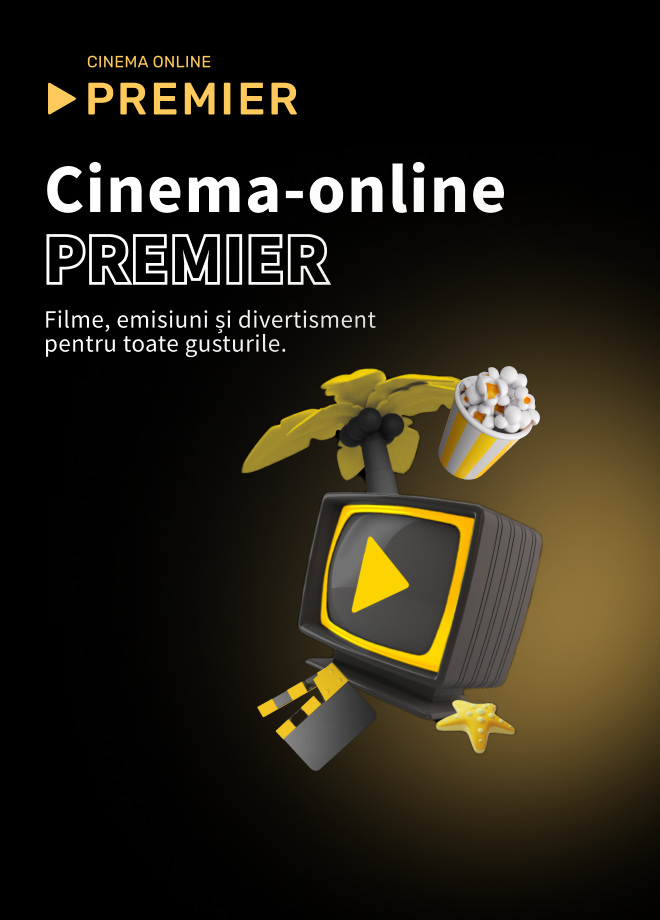 CINEMA ONLINE
PREMIER
Cinema-online
PREMIER
Filme, emisiuni și divertisment
pentru toate gusturile.